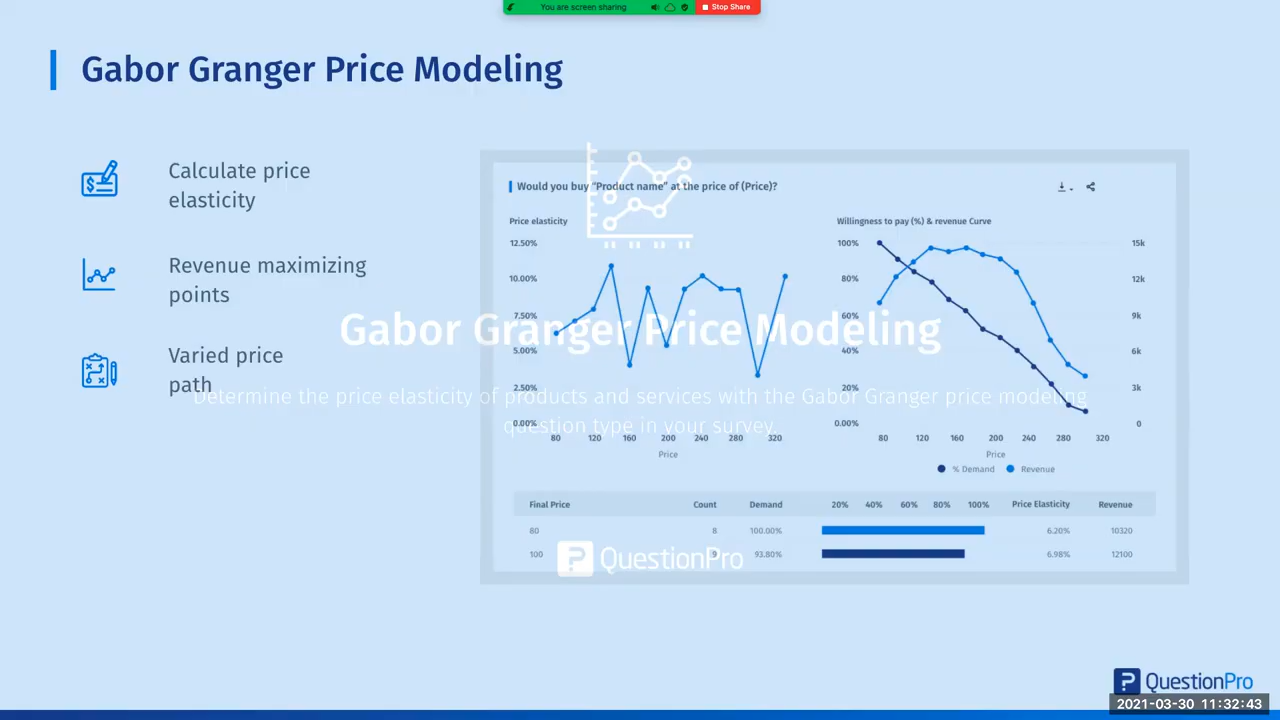 You are screen sharing
Stop Share
Gabor Granger Price Modeling
Calculate price
elasticity
Revenue maximizing
points
Varied price
path
Would you buy “Product name” at the price of (Price)?
Price elasticity
12.50%
10.00%
7.50%
5.00%
2.50%
0.00%
80 120 160 200 240 280 320
Price
Willingness to pay (%) & revenue Curve
100%
80%
60%
40%
20%
0.00%
15k
12k
9k
6k
3k
0
80 120 160 200 240 280 320
Price
% Demand Revenue
Gabor Granger Price Modeling
Determine the price elasticity of products and services with the Gabor Granger price modeling
question type in your survey.
Final Price Count Demand 20% 40% 60% 80% 100% Price Elasticity Revenue
80 8 100.00% 6.20% 10320
100 93.80% 6.98% 12100
QuestionPro
QuestionPro
2021-03-30 11:32:43